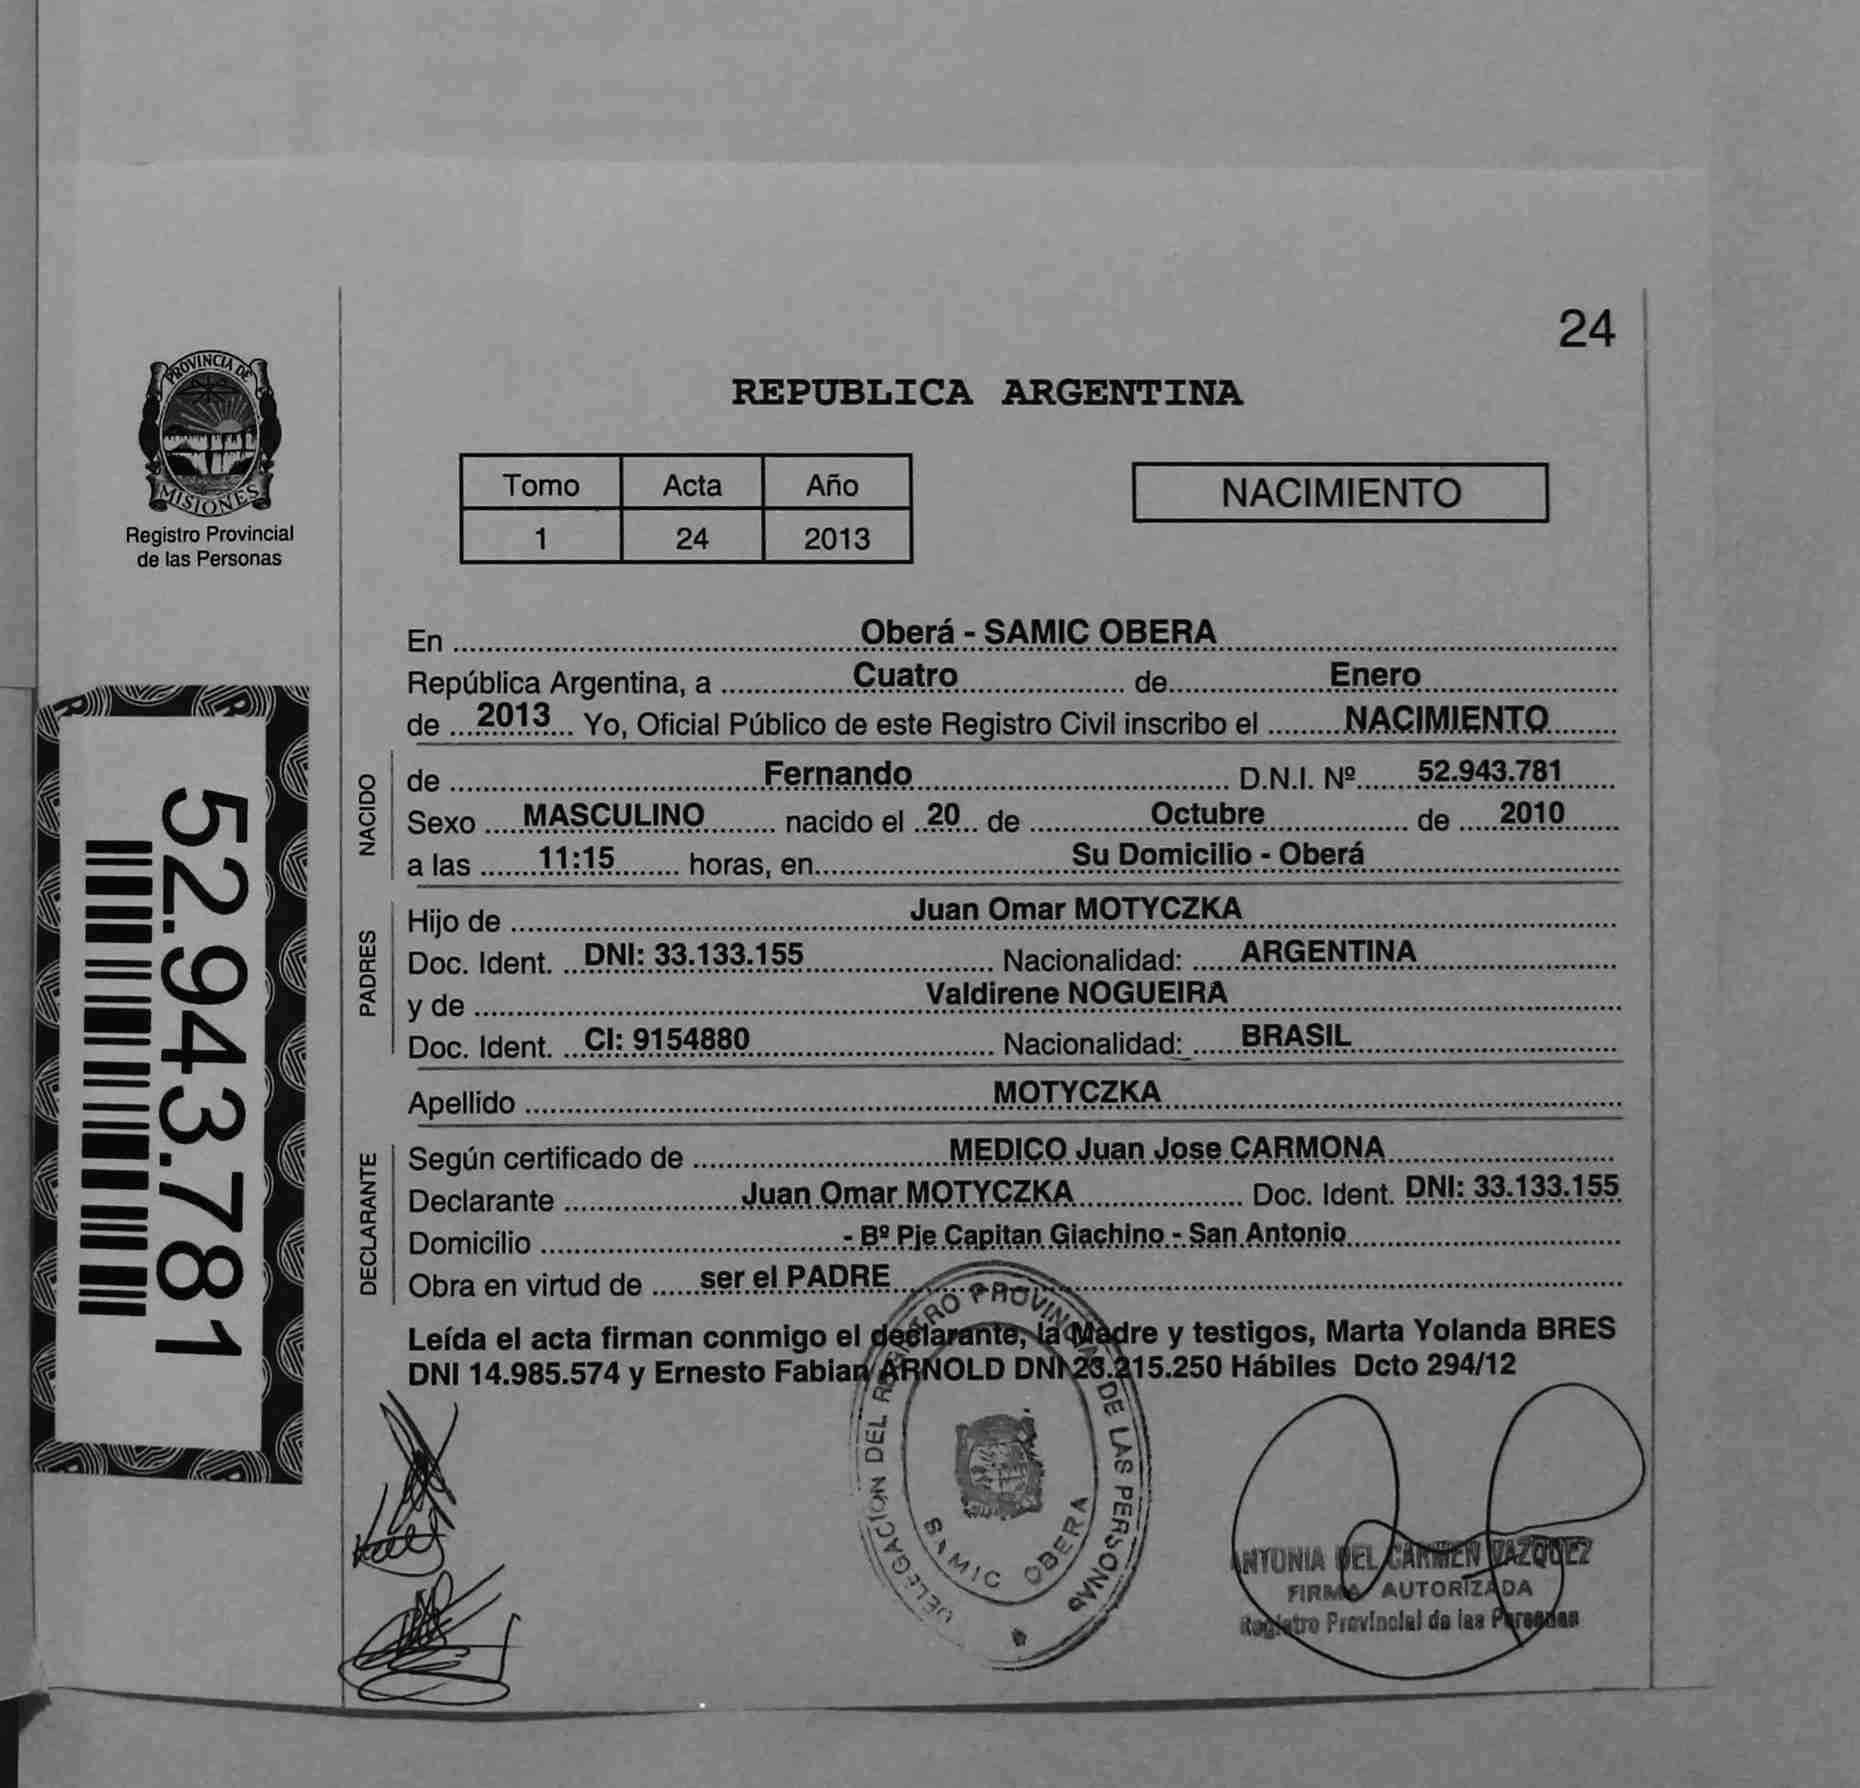 24
PROVINCIA DE
MISIONES
Registro Provincial
de las Personas
REPUBLICA ARGENTINA
Tomo Acta Año
1 24 2013
NACIMIENTO
En Oberá - SAMIC OBERA
República Argentina, a Cuatro de Enero
de 2013 Yo, Oficial Público de este Registro Civil inscribo el NACIMIENTO
NACIDO
de Fernando D.N.I. Nº 52.943.781
Sexo MASCULINO nacido el 20 de Octubre de 2010
a las 11:15 horas, en Su Domicilio - Oberá
PADRES
Hijo de Juan Omar MOTYCZKA
Doc. Ident. DNI: 33.133.155 Nacionalidad: ARGENTINA
y de Valdirene NOGUEIRA
Doc. Ident. CI: 9154880 Nacionalidad: BRASIL
Apellido MOTYCZKA
DECLARANTE
Según certificado de MEDICO Juan Jose CARMONA
Declarante Juan Omar MOTYCZKA Doc. Ident. DNI: 33.133.155
Domicilio - Bº Pje Capitan Giachino - San Antonio
Obra en virtud de ser el PADRE
Leída el acta firman conmigo el declarante, la Madre y testigos, Marta Yolanda BRES
DNI 14.985.574 y Ernesto Fabian ARNOLD DNI 23.215.250 Hábiles Dcto 294/12
52.943.781
DELEGACION DEL REGISTRO PROVINCIAL DE LAS PERSONAS
SAMIC OBERA
ANTONIA DEL CARMEN VAZQUEZ
FIRMA AUTORIZADA
Registro Provincial de las Personas